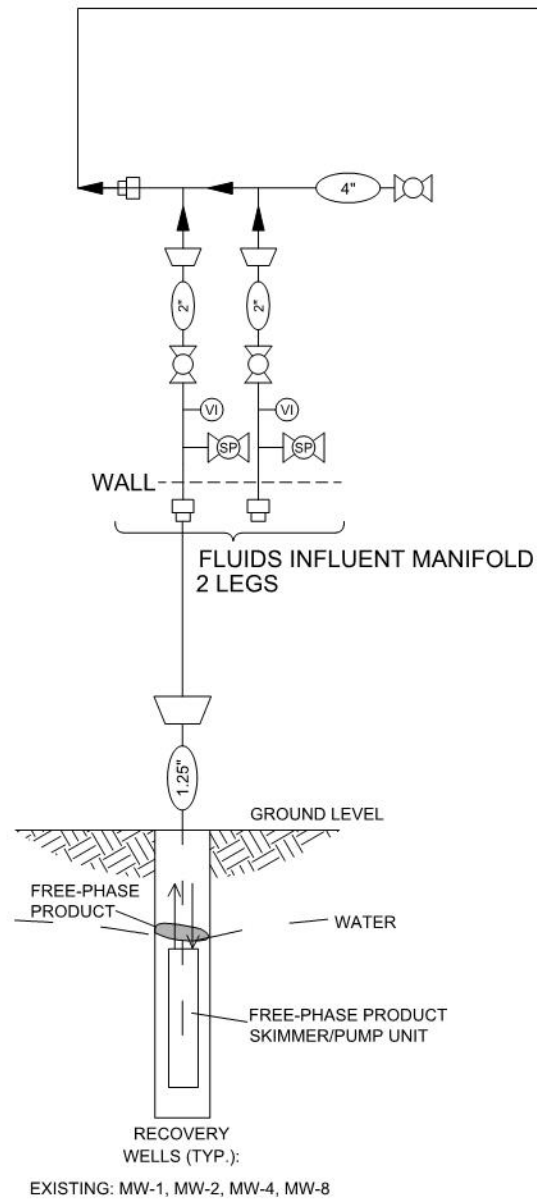 4"
2"
2"
VI
VI
SP
SP
WALL
FLUIDS INFLUENT MANIFOLD
2 LEGS
1.25"
GROUND LEVEL
FREE-PHASE
PRODUCT
WATER
FREE-PHASE PRODUCT
SKIMMER/PUMP UNIT
RECOVERY
WELLS (TYP.):
EXISTING: MW-1, MW-2, MW-4, MW-8